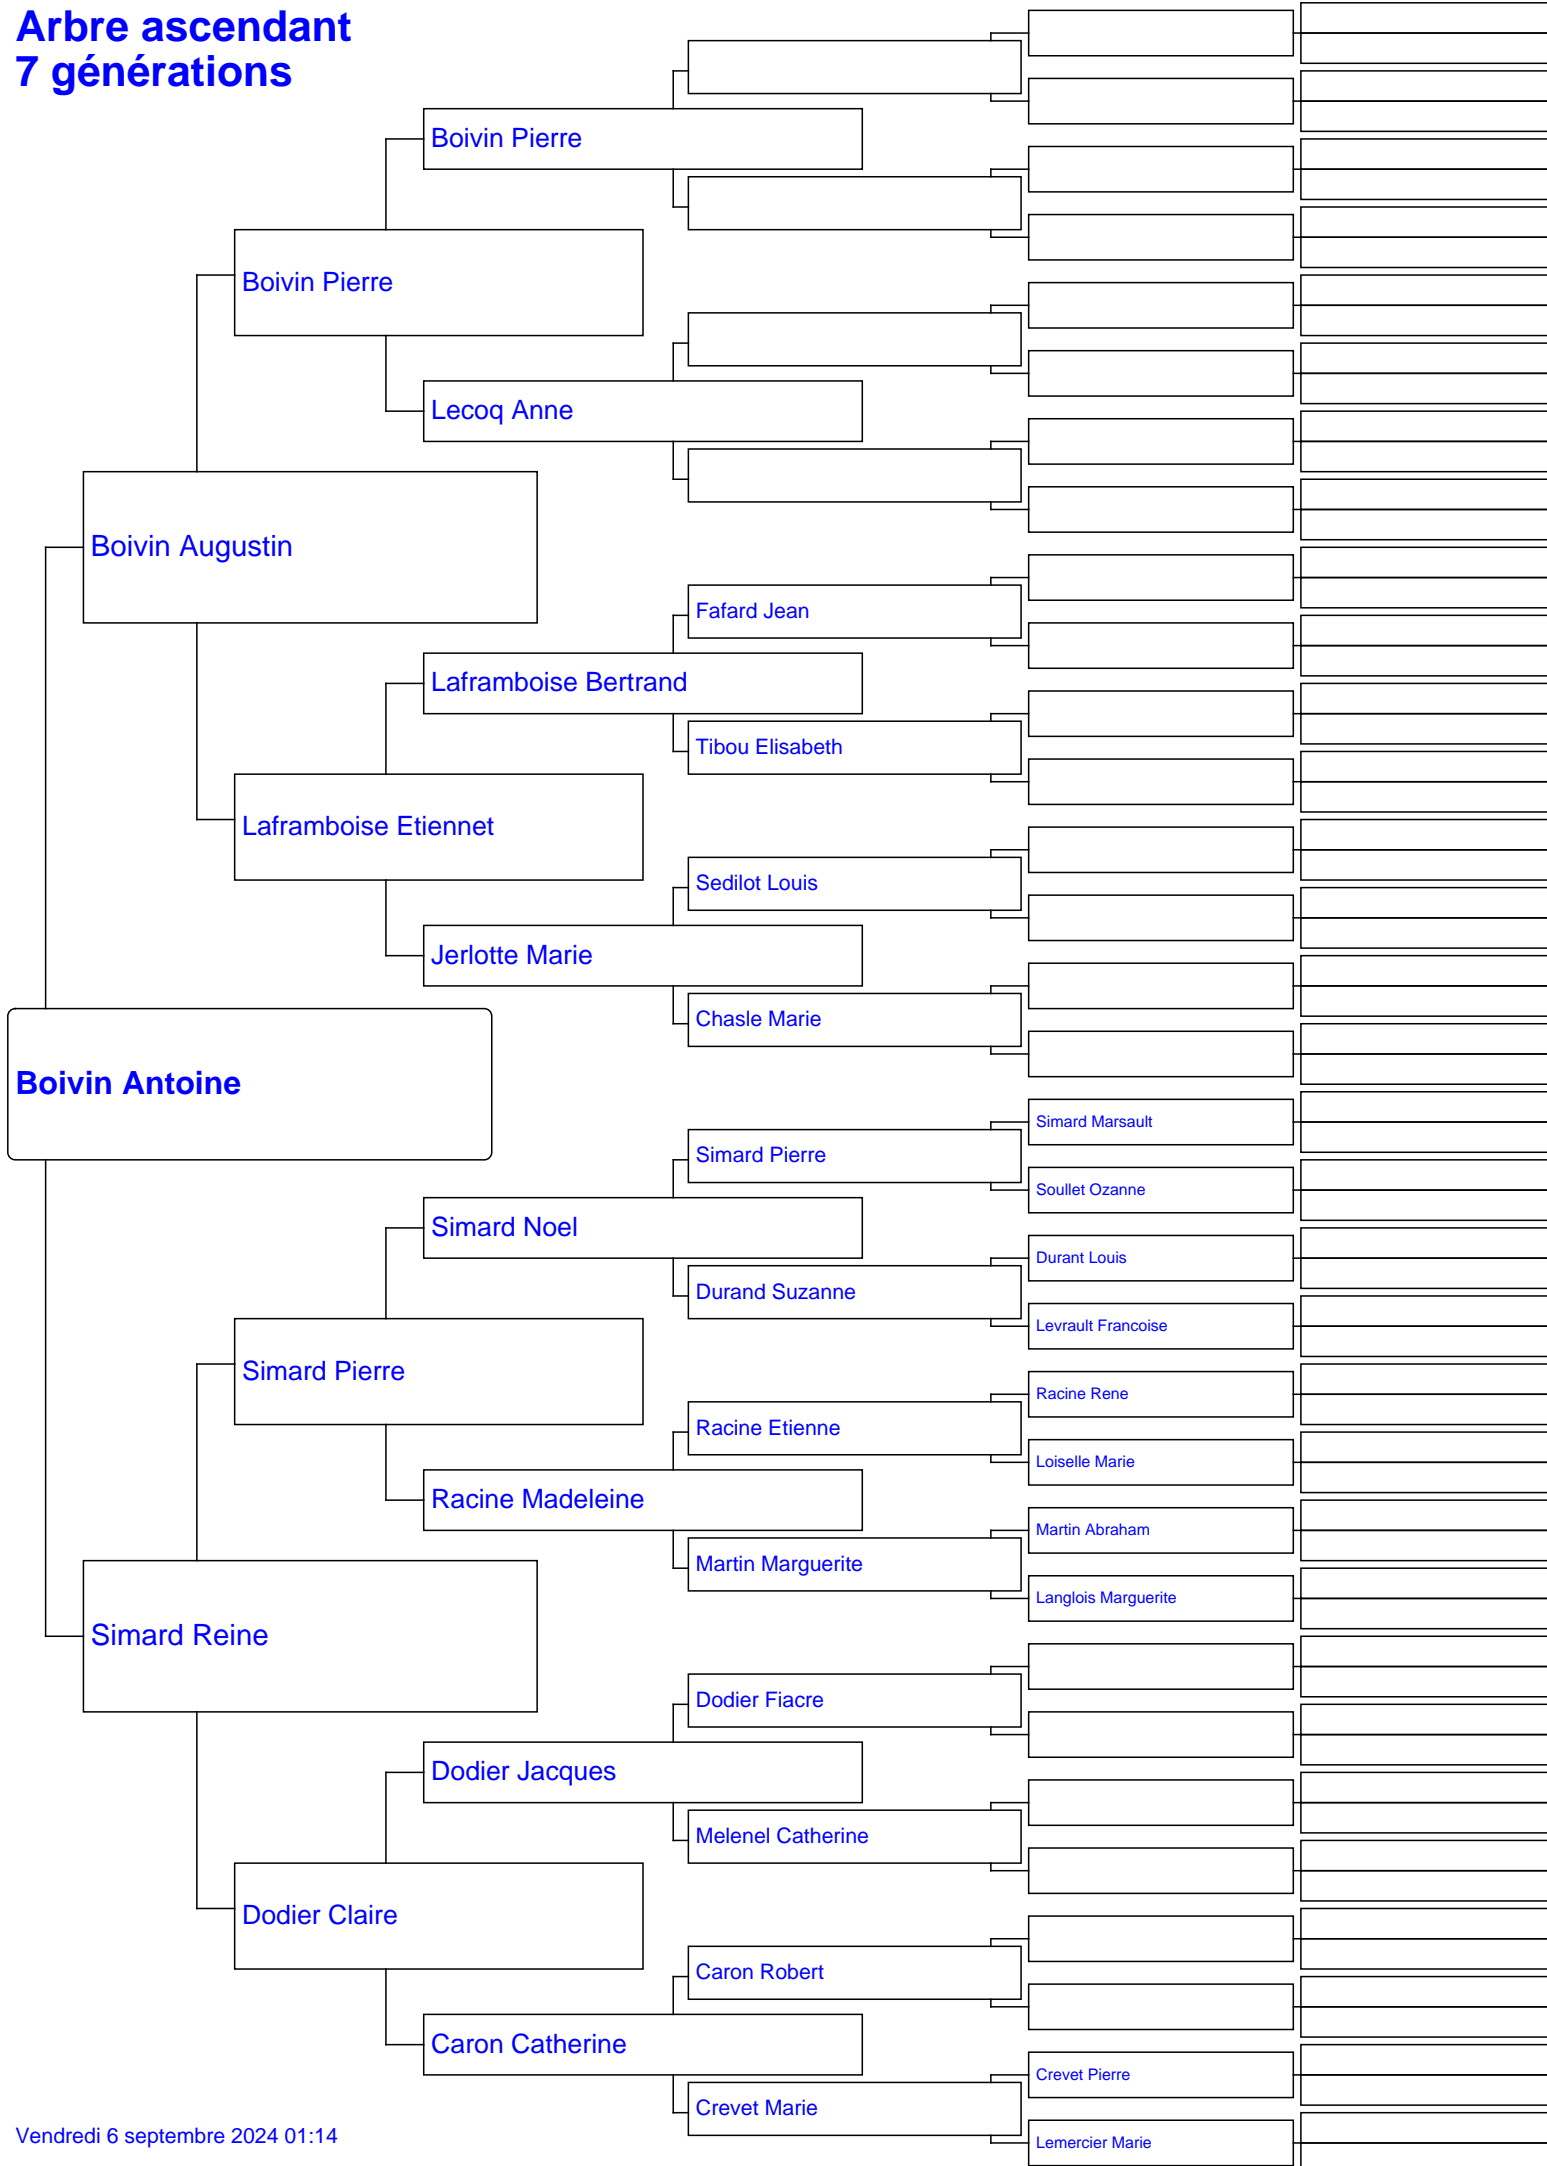 Arbre ascendant
7 générations
Boivin Pierre
Boivin Pierre
Lecoq Anne
Boivin Augustin
Fafard Jean
Laframboise Bertrand
Tibou Elisabeth
Laframboise Etiennet
Sedilot Louis
Jerlotte Marie
Chasle Marie
Boivin Antoine
Simard Marsault
Simard Pierre
Soullet Ozanne
Simard Noel
Durant Louis
Durand Suzanne
Levrault Francoise
Simard Pierre
Racine Rene
Racine Etienne
Loiselle Marie
Racine Madeleine
Martin Abraham
Martin Marguerite
Langlois Marguerite
Simard Reine
Dodier Fiacre
Dodier Jacques
Melenel Catherine
Dodier Claire
Caron Robert
Caron Catherine
Crevet Pierre
Crevet Marie
Lemercier Marie
Vendredi 6 septembre 2024 01:14